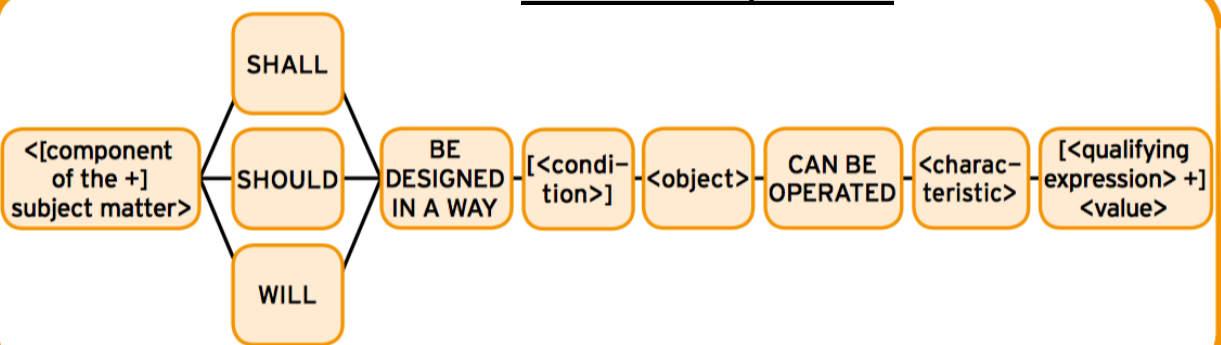 SHALL
<[component
of the +]
subject matter>
SHOULD
WILL
BE
DESIGNED
IN A WAY
[<condi-
tion>]
<object>
CAN BE
OPERATED
<charac-
teristic>
[<qualifying
expression> +]
<value>